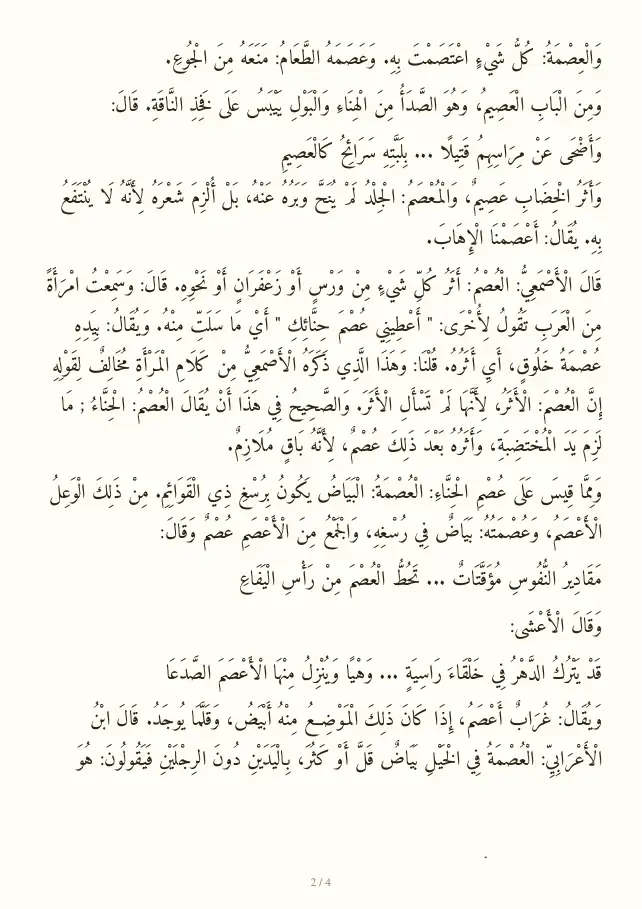 وَالْعِصْمَةُ: كُلُّ شَيْءٍ اعْتَصَمْتَ بِهِ. وَعَصَمَهُ الطَّعَامُ: مَنَعَهُ مِنَ الْجُوعِ.
وَمِنَ الْبَابِ الْعَصِيمُ، وَهُوَ الصَّدَأُ مِنَ الْهِنَاءِ وَالْبَوْلِ يَيْبَسُ عَلَى فَخِذِ النَّاقَةِ. قَالَ:
وَأَضْحَى عَنْ مِرَاسِهِمُ قَتِيلًا ... بِلَبَّتِهِ سَرَائِحُ كَالْعَصِيمِ
وَأَثَرُ الْخِضَابِ عَصِيمٌ، وَالْمُعْصَمُ: الْجِلْدُ لَمْ يُنَحَّ وَبَرُهُ عَنْهُ، بَلْ أُلْزِمَ شَعْرَهُ لِأَنَّهُ لَا يُنْتَفَعُ
بِهِ. يُقَالُ: أَعْصَمْنَا الْإِهَابَ.
قَالَ الْأَصْمَعِيُّ: الْعُصْمُ: أَثَرُ كُلِّ شَيْءٍ مِنْ وَرْسٍ أَوْ زَعْفَرَانٍ أَوْ نَحْوِهِ. قَالَ: وَسَمِعْتُ امْرَأَةً
مِنَ الْعَرَبِ تَقُولُ لِأُخْرَى: " أَعْطِينِي عُصْمَ حِنَّائِكِ " أَيْ مَا سَلَتِّ مِنْهُ. وَيُقَالُ: بِيَدِهِ
عُصْمَةُ خَلُوقٍ، أَيِ أَثَرُهُ. قُلْنَا: وَهَذَا الَّذِي ذَكَرَهُ الْأَصْمَعِيُّ مِنْ كَلَامِ الْمَرْأَةِ مُخَالِفٌ لِقَوْلِهِ
إِنَّ الْعُصْمَ: الْأَثَرُ، لِأَنَّهَا لَمْ تَسْأَلِ الْأَثَرَ. وَالصَّحِيحُ فِي هَذَا أَنْ يُقَالَ الْعُصْمُ: الْحِنَّاءُ ; مَا
لَزِمَ يَدَ الْمُخْتَضِبَةِ، وَأَثَرُهُ بَعْدَ ذَلِكَ عُصْمٌ، لِأَنَّهُ بَاقٍ مُلَازِمٌ.
وَمِمَّا قِيسَ عَلَى عُصْمِ الْحِنَّاءِ: الْعُصْمَةُ: الْبَيَاضُ يَكُونُ بِرُسْغِ ذِي الْقَوَائِمِ. مِنْ ذَلِكَ الْوَعِلُ
الْأَعْصَمُ، وَعُصْمَتُهُ: بَيَاضٌ فِي رُسْغِهِ، وَالْجَمْعُ مِنَ الْأَعْصَمِ عُصْمٌ وَقَالَ:
مَقَادِيرُ النُّفُوسِ مُؤَقَّتَاتٌ ... تَحُطُّ الْعُصْمَ مِنْ رَأْسِ الْيَفَاعِ
وَقَالَ الْأَعْشَى:
قَدْ يَتْرُكُ الدَّهْرُ فِي خَلْقَاءَ رَاسِيَةٍ ... وَهْيًا وَيُنْزِلُ مِنْهَا الْأَعْصَمَ الصَّدَعَا
وَيُقَالُ: غُرَابٌ أَعْصَمُ، إِذَا كَانَ ذَلِكَ الْمَوْضِعُ مِنْهُ أَبْيَضُ، وَقَلَّمَا يُوجَدُ. قَالَ ابْنُ
الْأَعْرَابِيِّ: الْعُصْمَةُ فِي الْخَيْلِ بَيَاضٌ قَلَّ أَوْ كَثُرَ، بِالْيَدَيْنِ دُونَ الرِجْلَيْنِ فَيَقُولُونَ: هُوَ
2 / 4